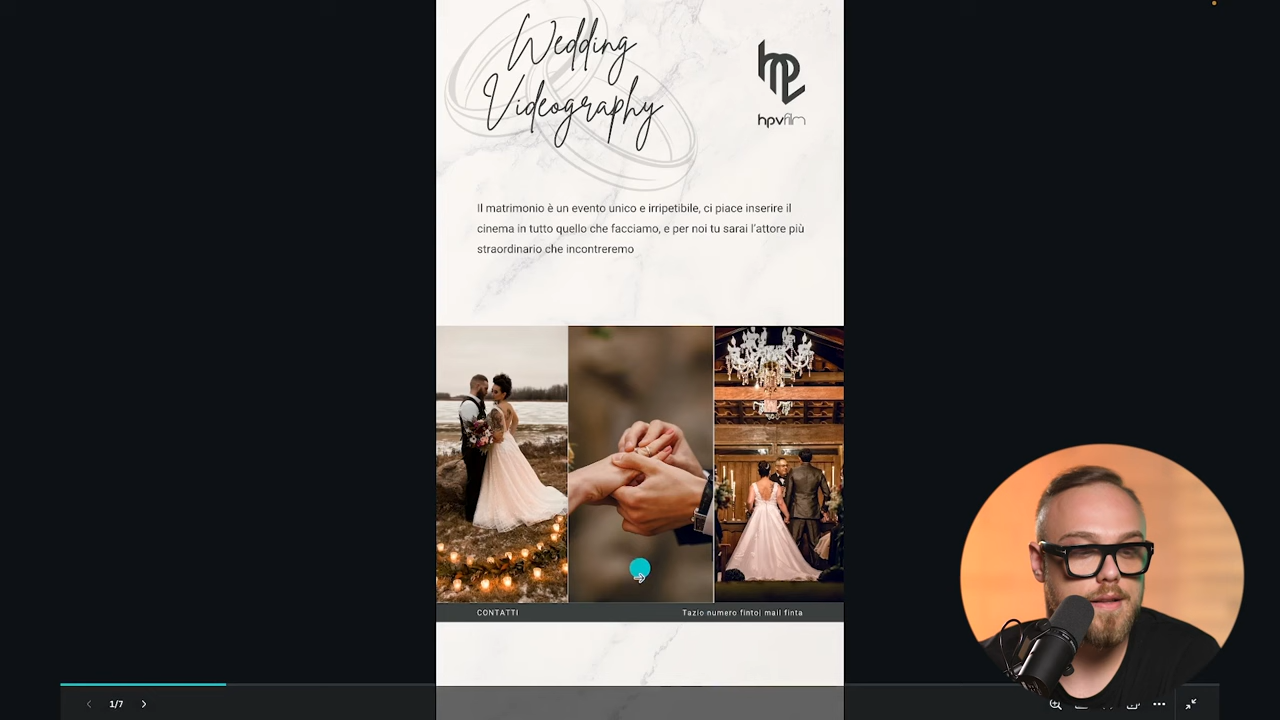 Wedding
Videography
hpvfilm
Il matrimonio è un evento unico e irripetibile, ci piace inserire il
cinema in tutto quello che facciamo, e per noi tu sarai l'attore più
straordinario che incontreremo
CONTATTI
Tazio numero finto| mail finta
1/7